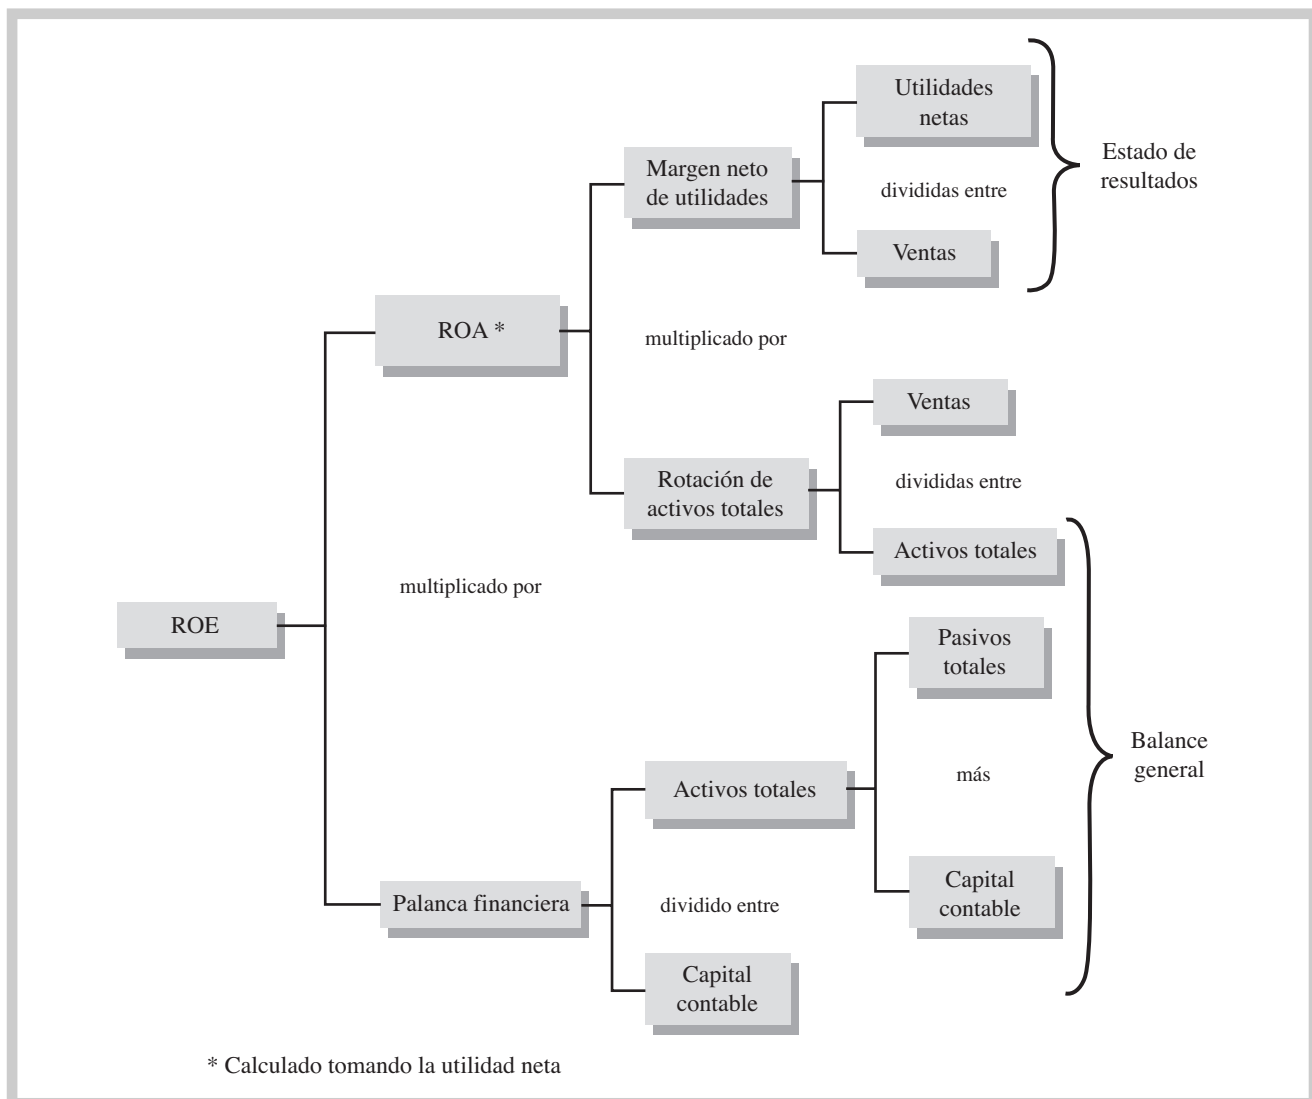 Utilidades
netas
Estado de
resultados
Margen neto
de utilidades
divididas entre
Ventas
ROA *
multiplicado por
Ventas
Rotación de
activos totales
divididas entre
Activos totales
multiplicado por
ROE
Pasivos
totales
Balance
general
Activos totales
más
Palanca financiera
dividido entre
Capital
contable
Capital
contable
* Calculado tomando la utilidad neta